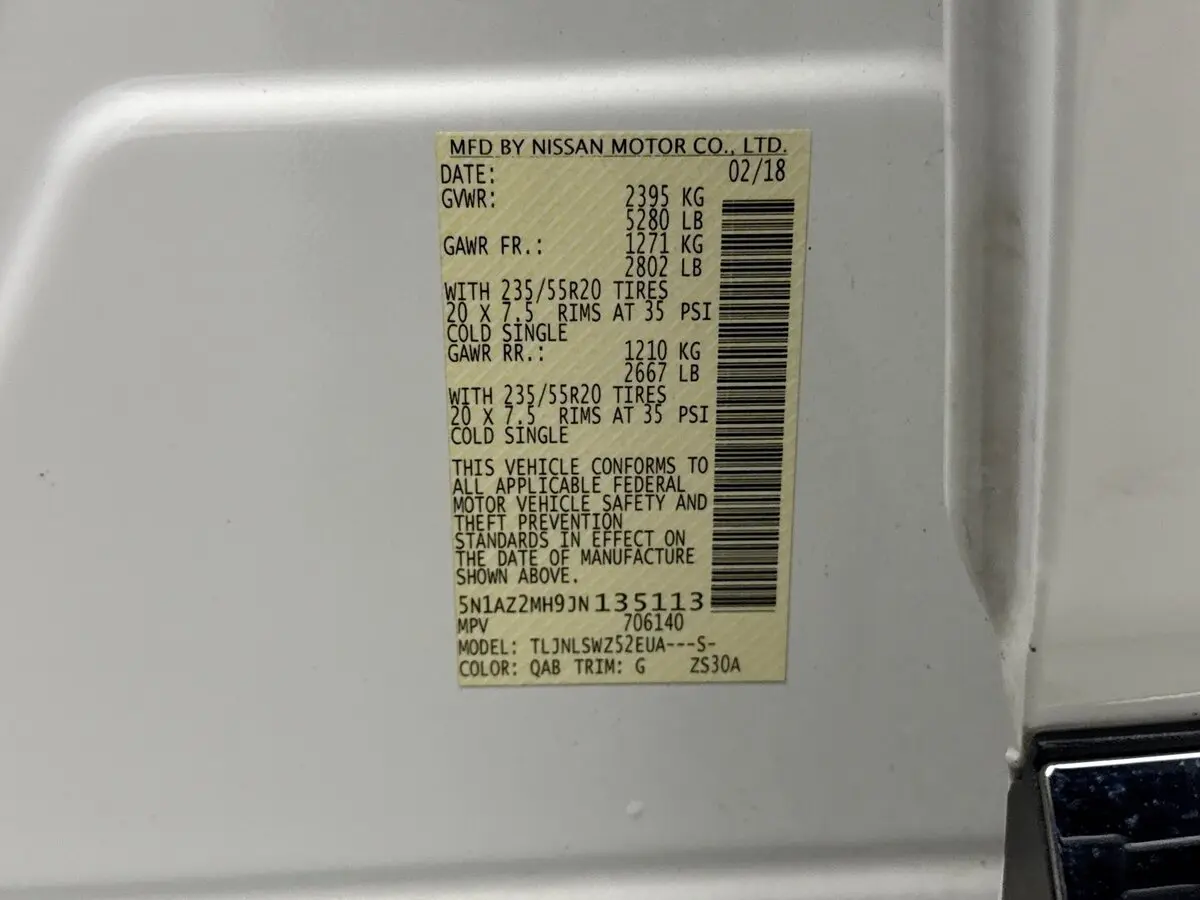 MFD BY NISSAN MOTOR CO., LTD.
DATE: 02/18
GVWR: 2395 KG
5280 LB
GAWR FR.: 1271 KG
2802 LB
WITH 235/55R20 TIRES
20 X 7.5 RIMS AT 35 PSI
COLD SINGLE
GAWR RR.: 1210 KG
2667 LB
WITH 235/55R20 TIRES
20 X 7.5 RIMS AT 35 PSI
COLD SINGLE
THIS VEHICLE CONFORMS TO
ALL APPLICABLE FEDERAL
MOTOR VEHICLE SAFETY AND
THEFT PREVENTION
STANDARDS IN EFFECT ON
THE DATE OF MANUFACTURE
SHOWN ABOVE.
5N1AZ2MH9JN135113
MPV 706140
MODEL: TLJNLSWZ52EUA---S-
COLOR: QAB TRIM: G ZS30A